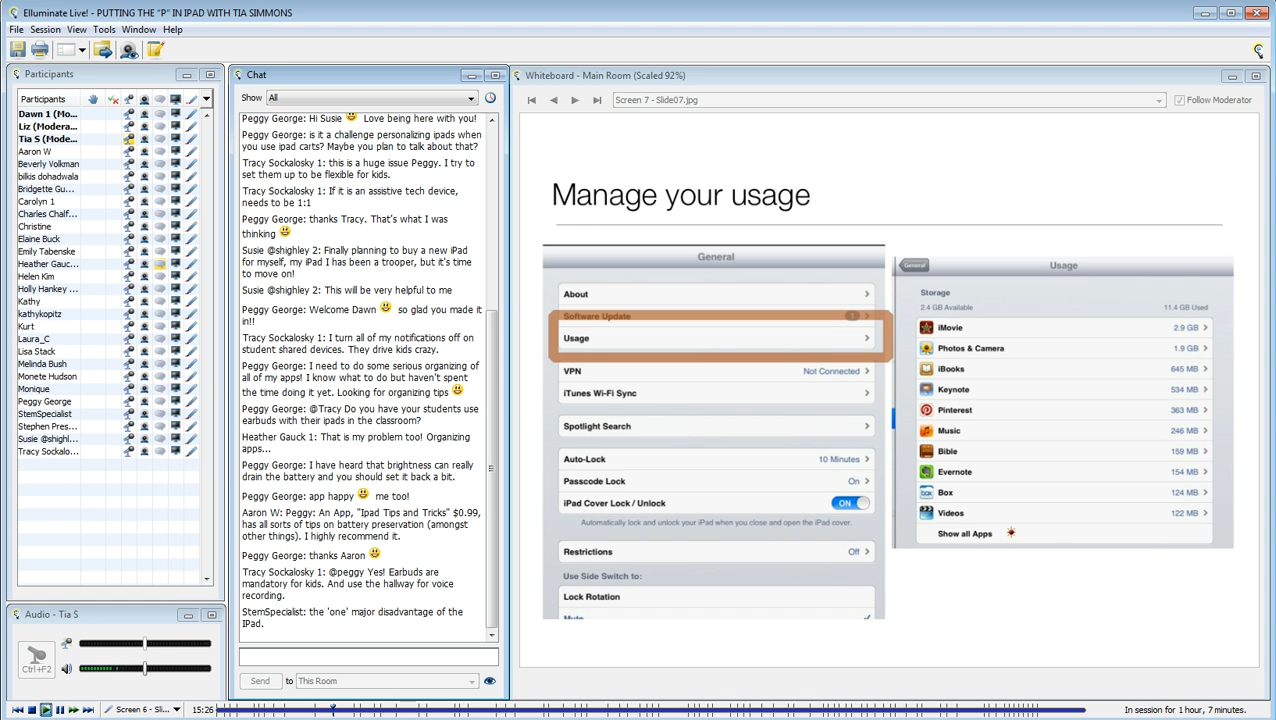 Elluminate Live! - PUTTING THE "P" IN IPAD WITH TIA SIMMONS
File Session View Tools Window Help
Participants
Participants
Dawn 1 (Mo...
Liz (Modera...
Tia S (Mode...
Aaron W
Beverly Volkman
bilkis dohadwala
Bridgette Gu...
Carolyn 1
Charles Chalf...
Christine
Elaine Buck
Emily Tabenske
Heather Gauc...
Helen Kim
Holly Hankey ...
Kathy
kathykopitz
Kurt
Laura_C
Lisa Stack
Melinda Bush
Monete Hudson
Monique
Peggy George
StemSpecialist
Stephen Pres...
Susie @shighl...
Tracy Sockalo...
Audio - Tia S
Ctrl+F2
Chat
Show All
Peggy George: Hi Susie Love being here with you!
Peggy George: is it a challenge personalizing ipads when you use ipad carts? Maybe you plan to talk about that?
Tracy Sockalosky 1: this is a huge issue Peggy. I try to set them up to be flexible for kids.
Tracy Sockalosky 1: If it is an assistive tech device, needs to be 1:1
Peggy George: thanks Tracy. That's what I was thinking
Susie @shighley 2: Finally planning to buy a new iPad for myself, my iPad I has been a trooper, but it's time to move on!
Susie @shighley 2: This will be very helpful to me
Peggy George: Welcome Dawn so glad you made it in!!
Tracy Sockalosky 1: I turn all of my notifications off on student shared devices. They drive kids crazy.
Peggy George: I need to do some serious organizing of all of my apps! I know what to do but haven't spent the time doing it yet. Looking for organizing tips
Peggy George: @Tracy Do you have your students use earbuds with their ipads in the classroom?
Heather Gauck 1: That is my problem too! Organizing apps...
Peggy George: I have heard that brightness can really drain the battery and you should set it back a bit.
Peggy George: app happy me too!
Aaron W: Peggy: An App, "Ipad Tips and Tricks" $0.99, has all sorts of tips on battery preservation (amongst other things). I highly recommend it.
Peggy George: thanks Aaron
Tracy Sockalosky 1: @peggy Yes! Earbuds are mandatory for kids. And use the hallway for voice recording.
StemSpecialist: the 'one' major disadvantage of the IPad.
Send to This Room
Whiteboard - Main Room (Scaled 92%)
Screen 7 - Slide07.jpg
Follow Moderator
Manage your usage
General
About
Software Update 1
Usage
VPN Not Connected
iTunes Wi-Fi Sync
Spotlight Search
Auto-Lock 10 Minutes
Passcode Lock On
iPad Cover Lock / Unlock ON
Automatically lock and unlock your iPad when you close and open the iPad cover.
Restrictions Off
Use Side Switch to:
Lock Rotation
Mute
General Usage
Storage
2.4 GB Available 11.4 GB Used
iMovie 2.9 GB
Photos & Camera 1.9 GB
iBooks 645 MB
Keynote 534 MB
Pinterest 363 MB
Music 246 MB
Bible 159 MB
Evernote 154 MB
Box 124 MB
Videos 122 MB
Show all Apps
Screen 6 - Sli... 15:26 In session for 1 hour, 7 minutes.